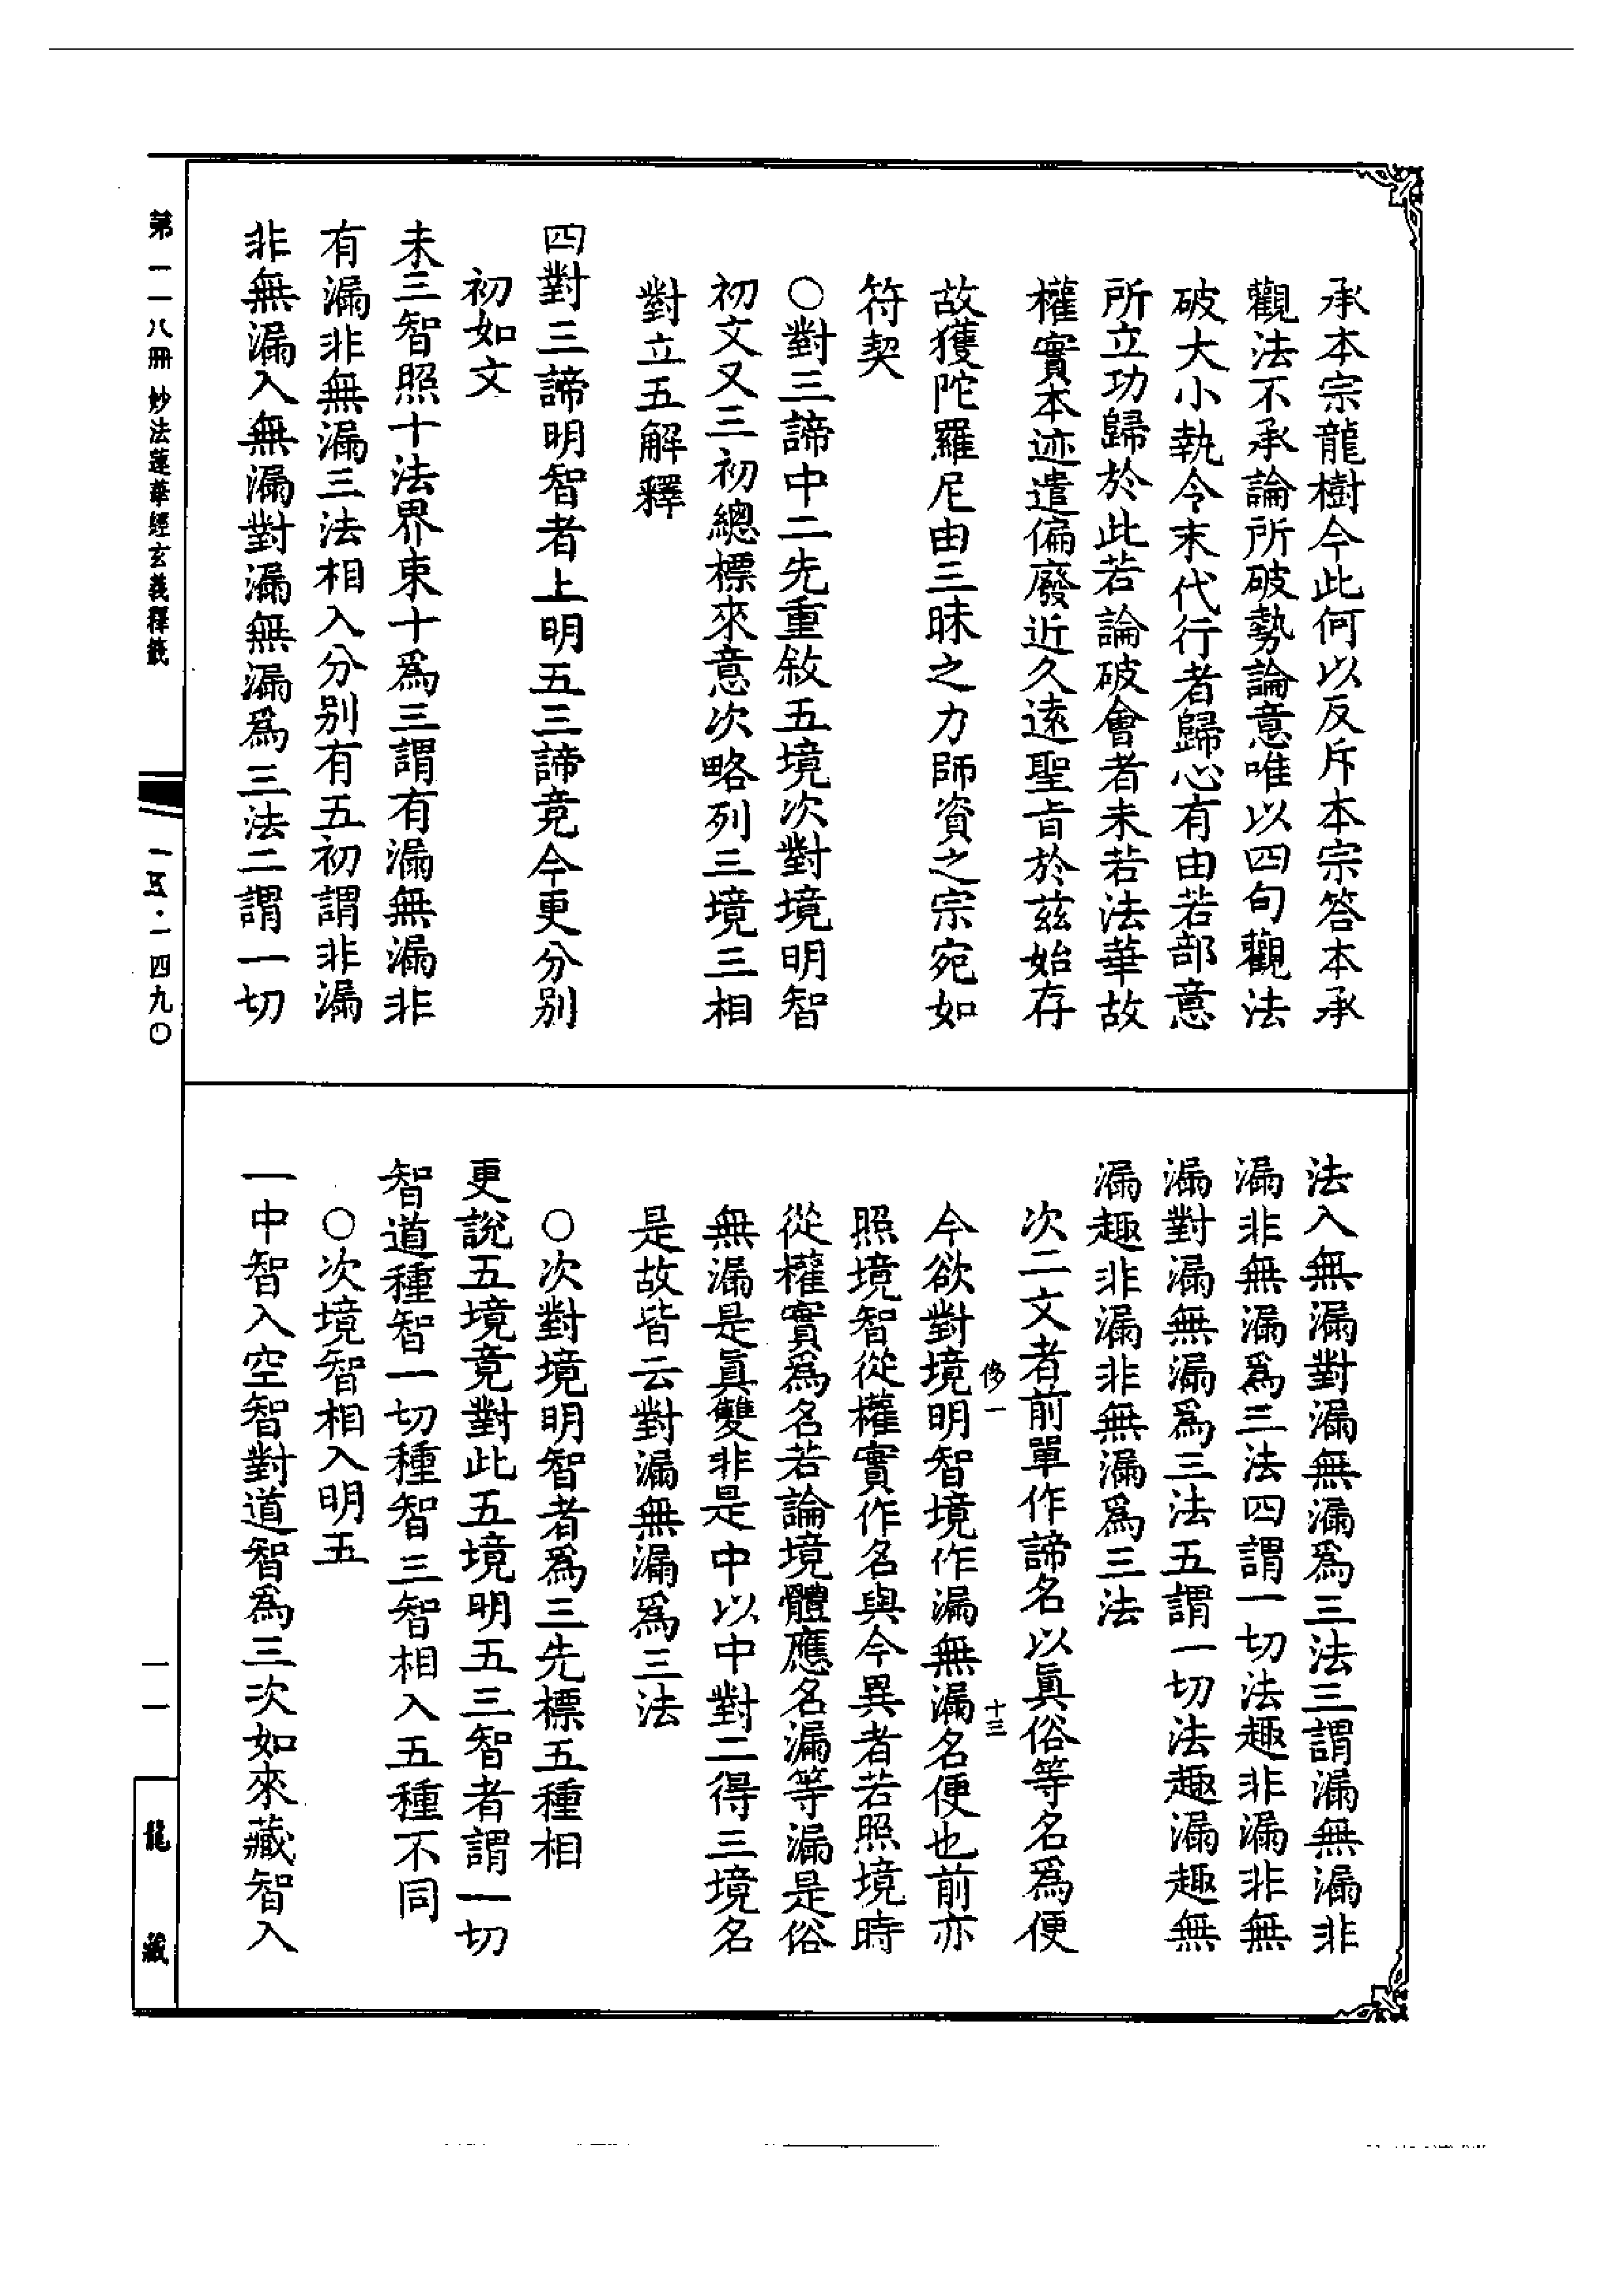 承本宗龍樹今此何以反斥本宗答本承
觀法不承論所破勢論意唯以四句觀法
破大小執令末代行者歸心有由若部意
所立功歸於此若論破會者未若法華故
權實本迹遣偏廢近久遠聖旨於茲始存
故獲陀羅尼由三昧之力師資之宗宛如
符契
○對三諦中二先重敘五境次對境明智
初文又三初總標來意次略列三境三相
對立五解釋
四對三諦明智者上明五三諦竟今更分別
初如文
未三智照十法界束十爲三謂有漏無漏非
有漏非無漏三法相入分別有五初謂非漏
非無漏入無漏對漏無漏爲三法二謂一切
法入無漏對漏無漏爲三法三謂漏無漏非
漏非無漏爲三法四謂一切法趣非漏非無
漏對漏無漏爲三法五謂一切法趣漏趣無
漏趣非漏非無漏爲三法
次二文者前單作諦名以眞俗等名爲便
侈一 十三
今欲對境明智境作漏無漏名便也前亦
照境智從權實作名與今異者若照境時
從權實爲名若論境體應名漏等漏是俗
無漏是眞雙非是中以中對二得三境名
是故皆云對漏無漏爲三法
○次對境明智者爲三先標五種相
更說五境竟對此五境明五三智者謂一切
智道種智一切種智三智相入五種不同
○次境智相入明五
一中智入空智對道智爲三次如來藏智入
第一一八冊 妙法蓮華經玄義釋籤
一五·一四九〇
一一
龍藏